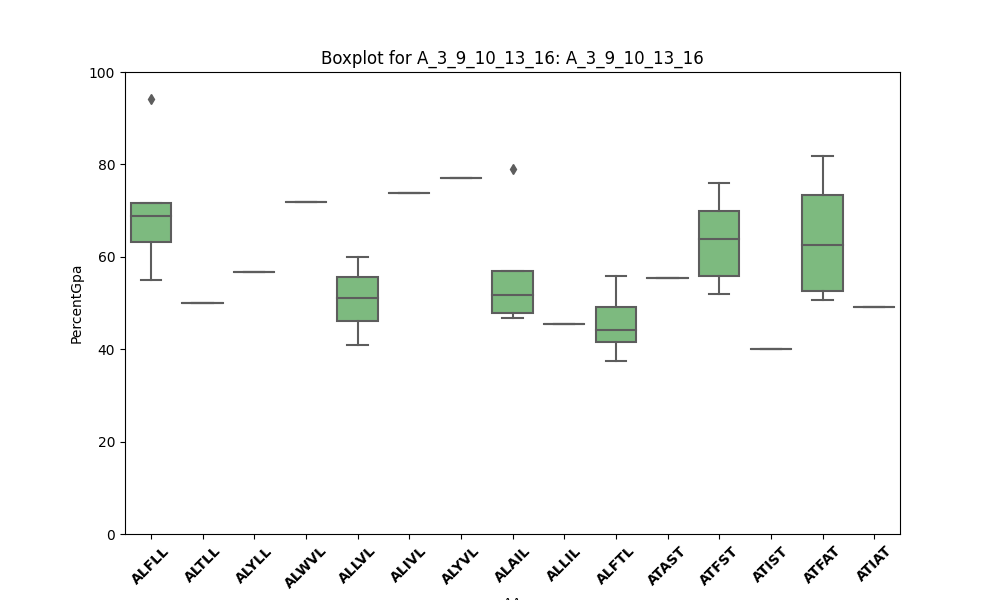 Boxplot for A_3_9_10_13_16: A_3_9_10_13_16
100
80
60
40
20
0
PercentGpa
ALFLL
ALTLL
ALYLL
ALWVL
ALLVL
ALIVL
ALYVL
ALAIL
ALLIL
ALFTL
ATAST
ATFST
ATIST
ATFAT
ATIAT